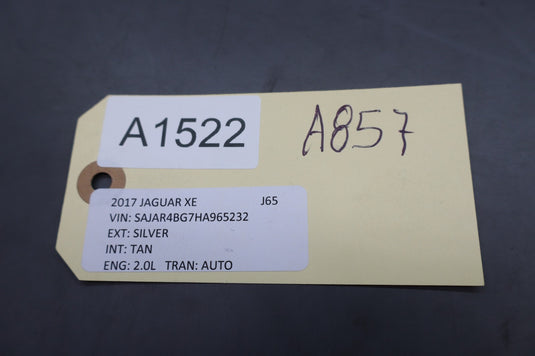 A1522
A857
2017 JAGUAR XE J65
VIN: SAJAR4BG7HA965232
EXT: SILVER
INT: TAN
ENG: 2.0L TRAN: AUTO